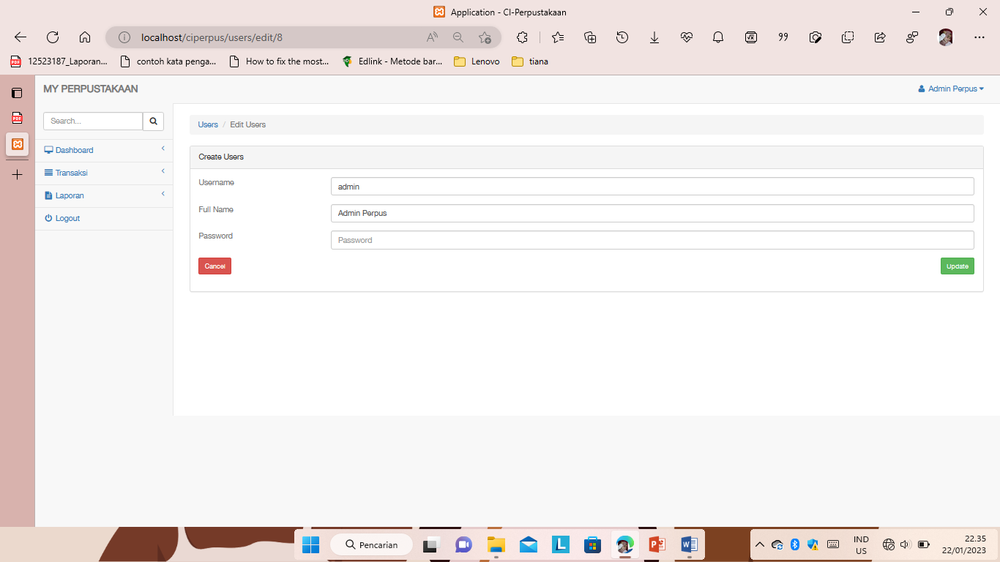 Application - CI-Perpustakaan
localhost/ciperpus/users/edit/8
12523187_Laporan... contoh kata penga... How to fix the most... Edlink - Metode bar... Lenovo tiana
MY PERPUSTAKAAN
Admin Perpus
Search...
Dashboard
Transaksi
Laporan
Logout
Users / Edit Users
Create Users
Username admin
Full Name Admin Perpus
Password Password
Cancel Update
Pencarian
IND
US
22.35
22/01/2023